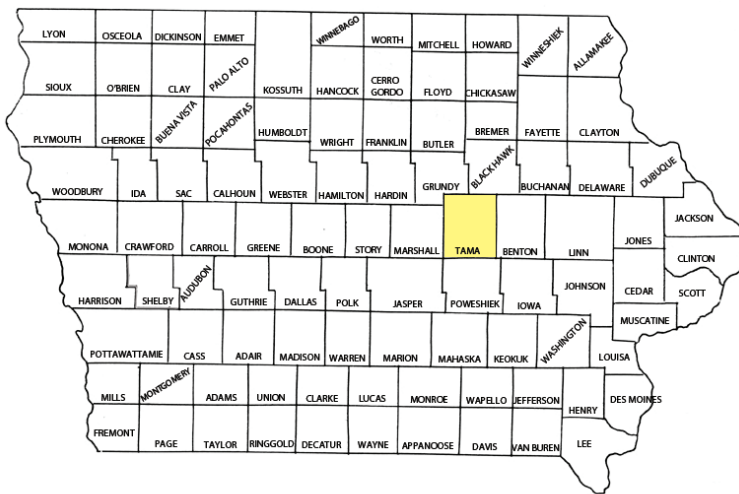 LYON OSCEOLA DICKINSON EMMET WINNEBAGO WORTH MITCHELL HOWARD WINNESHIEK ALLAMAKEE
SIOUX O'BRIEN CLAY PALO ALTO KOSSUTH HANCOCK CERRO GORDO FLOYD CHICKASAW
PLYMOUTH CHEROKEE BUENA VISTA POCAHONTAS HUMBOLDT WRIGHT FRANKLIN BUTLER BREMER FAYETTE CLAYTON
WOODBURY IDA SAC CALHOUN WEBSTER HAMILTON HARDIN GRUNDY BLACK HAWK BUCHANAN DELAWARE DUBUQUE
MONONA CRAWFORD CARROLL GREENE BOONE STORY MARSHALL TAMA BENTON LINN JONES JACKSON
CLINTON
HARRISON SHELBY AUDUBON GUTHRIE DALLAS POLK JASPER POWESHIEK IOWA JOHNSON CEDAR SCOTT
MUSCATINE
POTTAWATTAMIE CASS ADAIR MADISON WARREN MARION MAHASKA KEOKUK WASHINGTON LOUISA
MILLS MONTGOMERY ADAMS UNION CLARKE LUCAS MONROE WAPELLO JEFFERSON HENRY DES MOINES
FREMONT PAGE TAYLOR RINGGOLD DECATUR WAYNE APPANOOSE DAVIS VAN BUREN LEE